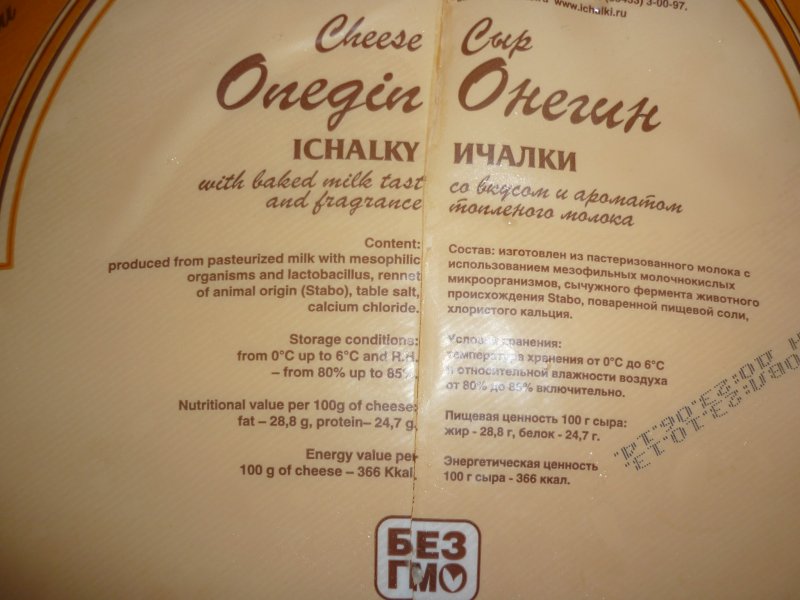 3-00-97.
www.ichalki.ru
Cheese
Onegin
ICHALKY
with baked milk tast
and fragrance
Content:
produced from pasteurized milk with mesophilic
organisms and lactobacillus, rennet
of animal origin (Stabo), table salt,
calcium chloride.
Storage conditions:
from 0°C up to 6°C and R.H.
– from 80% up to 85%.
Nutritional value per 100g of cheese:
fat – 28,8 g, protein– 24,7 g.
Energy value per
100 g of cheese – 366 Kkal.
Сыр
Онегин
ИЧАЛКИ
со вкусом и ароматом
топленого молока
Состав: изготовлен из пастеризованного молока с
использованием мезофильных молочнокислых
микроорганизмов, сычужного фермента животного
происхождения Stabo, поваренной пищевой соли,
хлористого кальция.
Условия хранения:
температура хранения от 0°С до 6°С
и относительной влажности воздуха
от 80% до 85% включительно.
Пищевая ценность 100 г сыра:
жир - 28,8 г, белок - 24,7 г.
Энергетическая ценность
100 г сыра - 366 ккал.
БЕЗ
ГМО